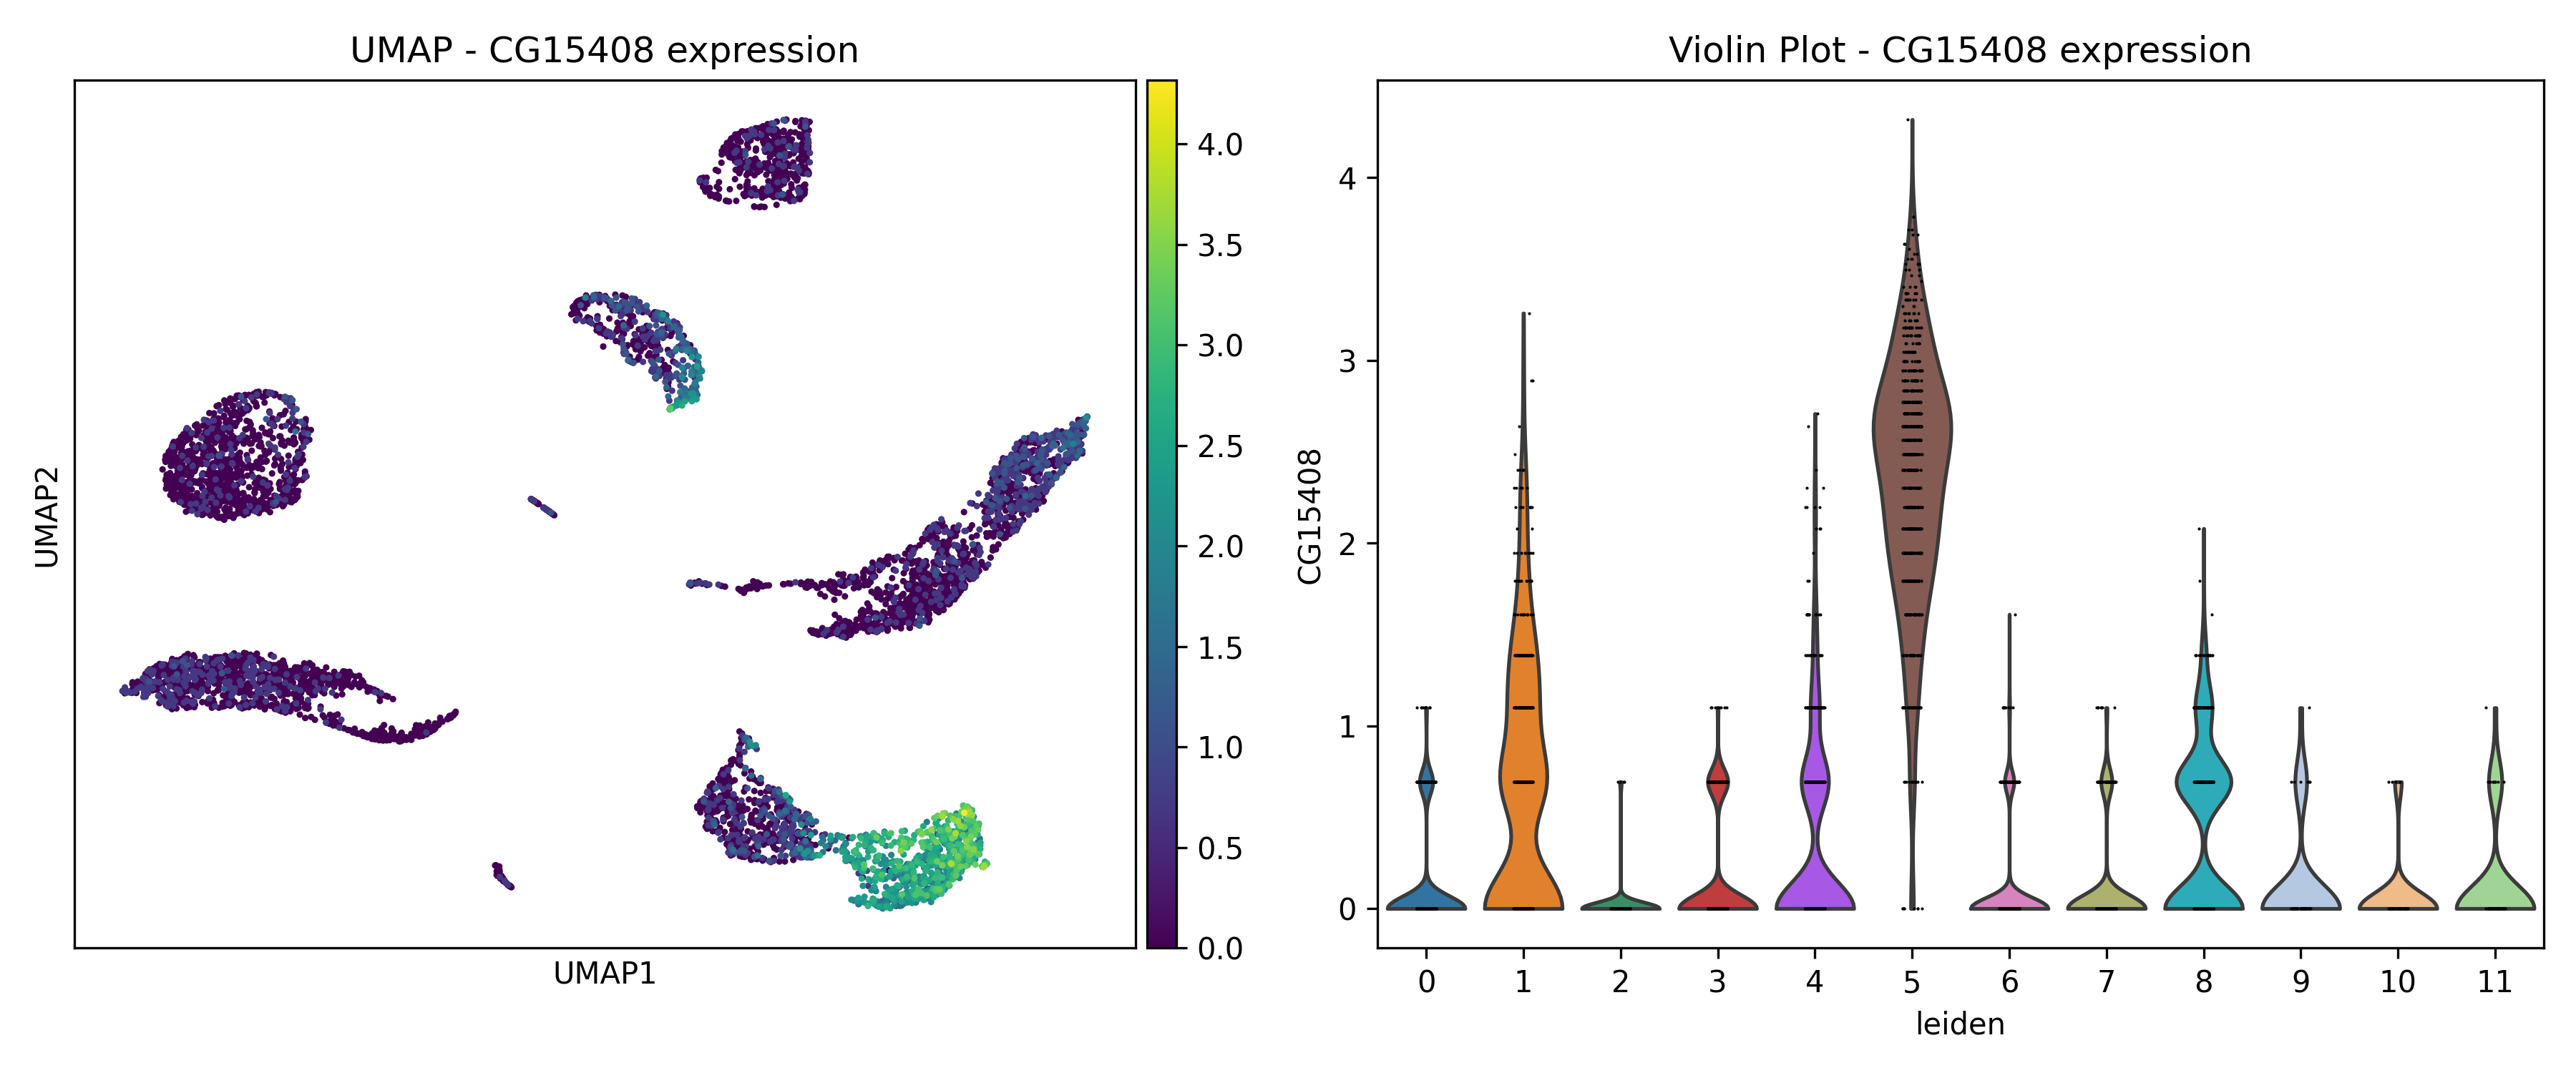 UMAP - CG15408 expression
UMAP2
UMAP1
4.0
3.5
3.0
2.5
2.0
1.5
1.0
0.5
0.0
Violin Plot - CG15408 expression
CG15408
4
3
2
1
0
0 1 2 3 4 5 6 7 8 9 10 11
leiden